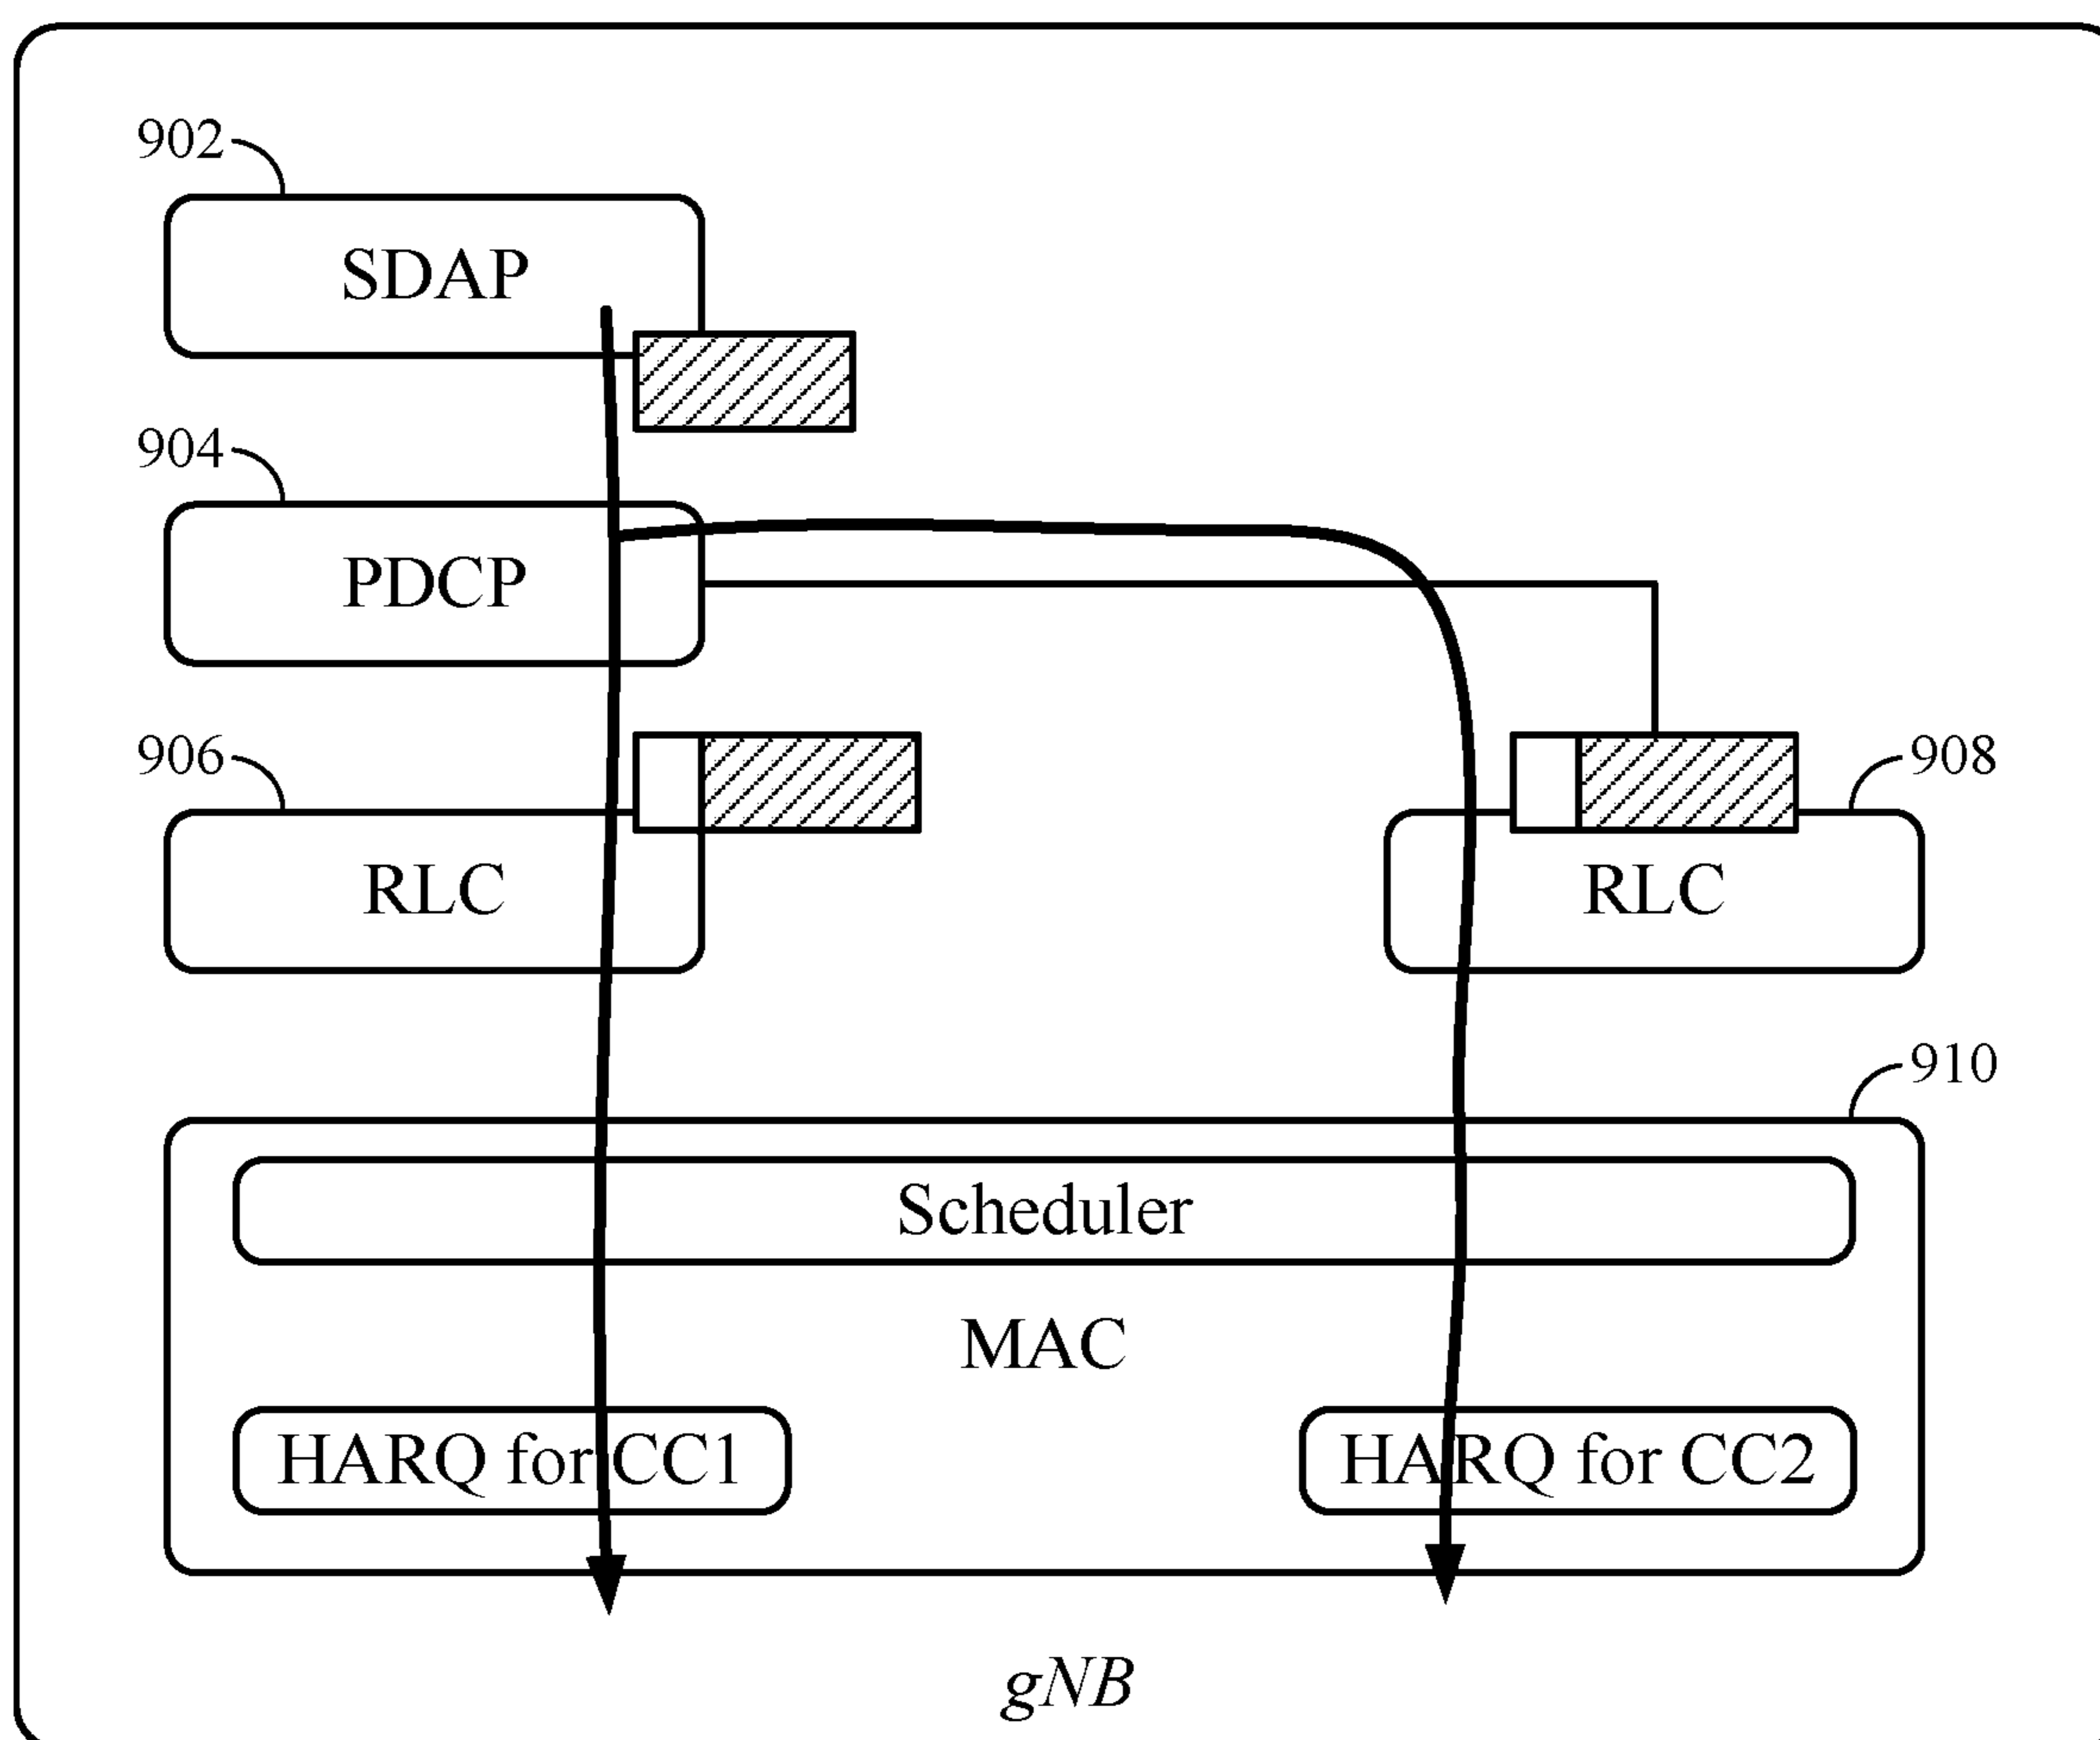 902
SDAP
904
PDCP
906
908
RLC
RLC
910
Scheduler
MAC
HARQ for CC1
HARQ for CC2
gNB